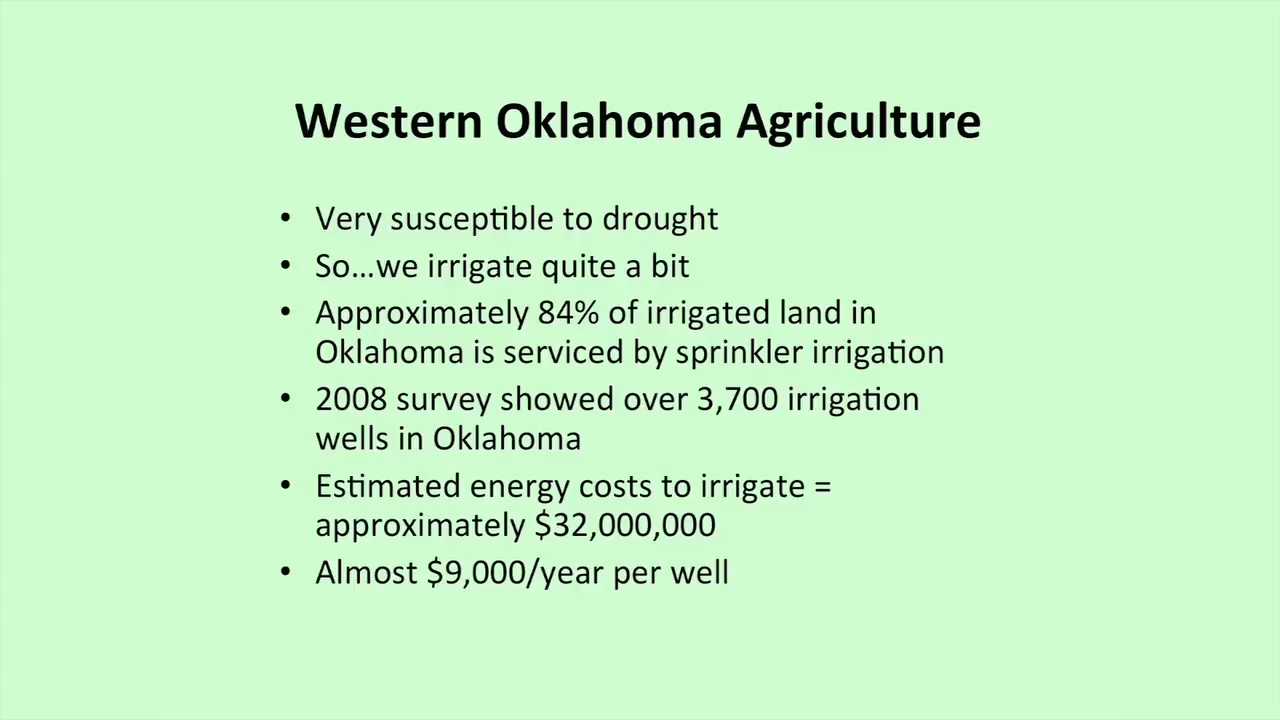 Western Oklahoma Agriculture
• Very susceptible to drought
• So...we irrigate quite a bit
• Approximately 84% of irrigated land in
Oklahoma is serviced by sprinkler irrigation
• 2008 survey showed over 3,700 irrigation
wells in Oklahoma
• Estimated energy costs to irrigate =
approximately $32,000,000
• Almost $9,000/year per well